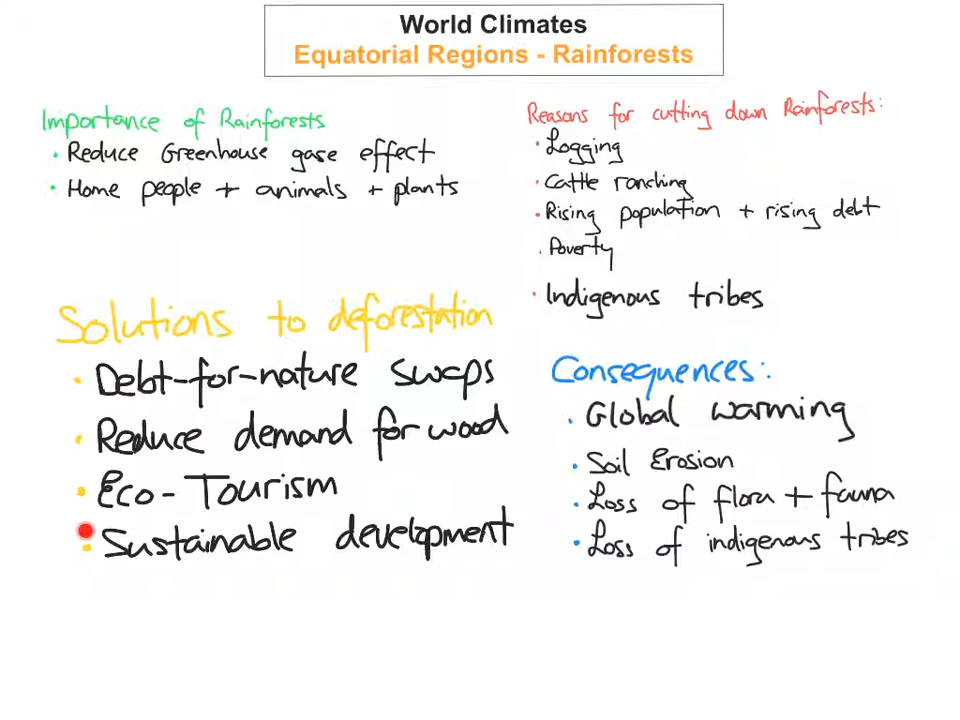 World Climates
Equatorial Regions - Rainforests
Importance of Rainforests
• Reduce Greenhouse gase effect
• Home people + animals + plants
Reasons for cutting down Rainforests:
• Logging
• Cattle ranching
• Rising population + rising debt
• Poverty
• Indigenous tribes
Solutions to deforestation
• Debt-for-nature swaps
• Reduce demand for wood
• Eco-Tourism
• Sustainable development
Consequences:
• Global warming
• Soil Erosion
• Loss of flora + fauna
• Loss of indigenous tribes